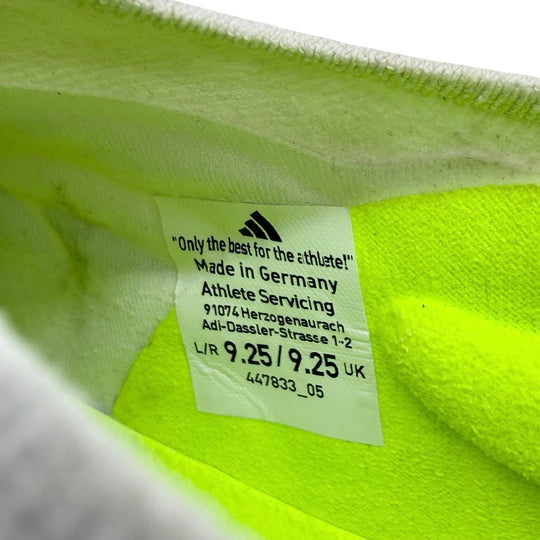 "Only the best for the athlete!"
Made in Germany
Athlete Servicing
91074 Herzogenaurach
Adi-Dassler-Strasse 1-2
L/R 9.25/9.25 UK
447833_05